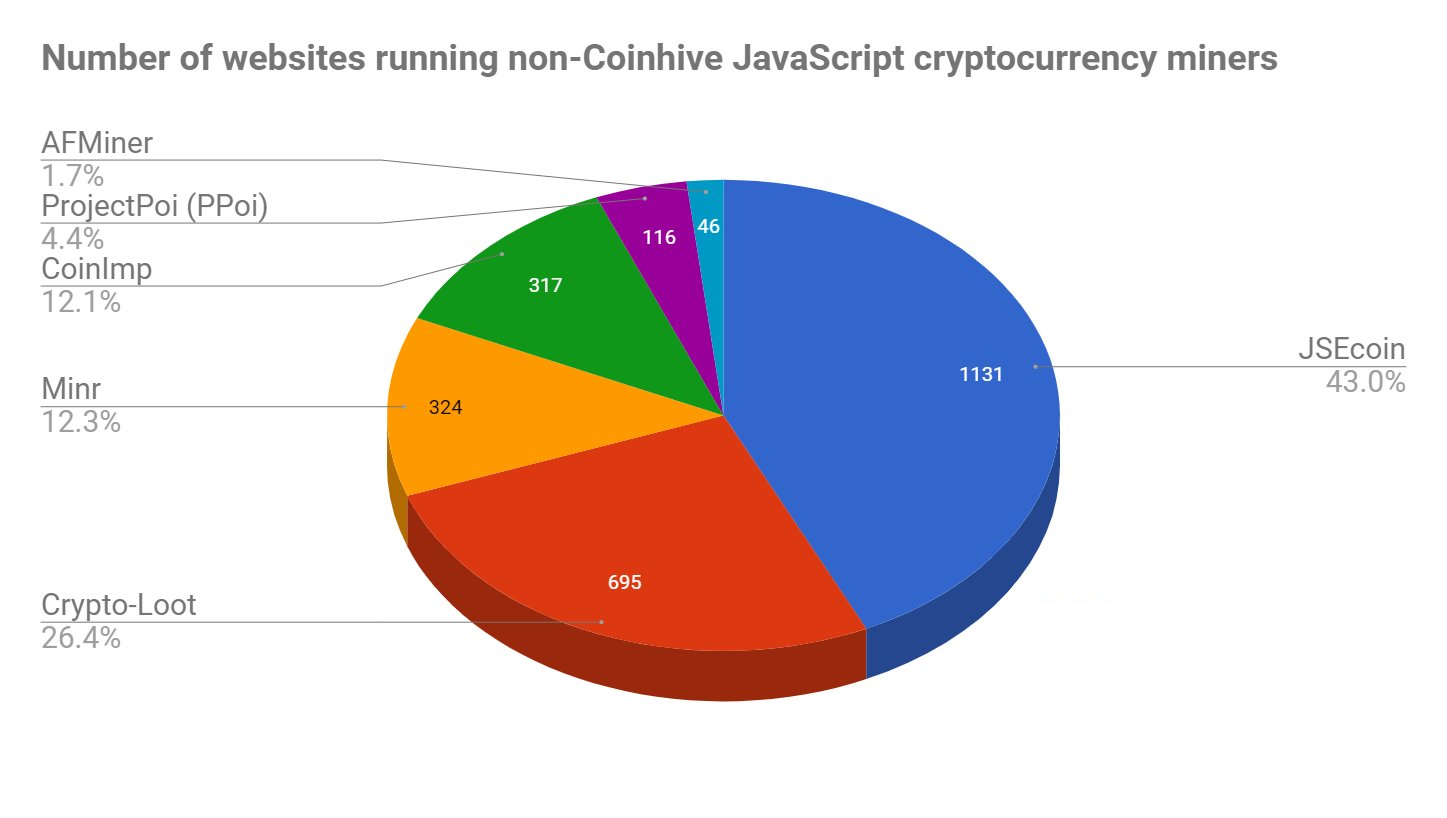 Number of websites running non-Coinhive JavaScript cryptocurrency miners
AFMiner
1.7%
ProjectPoi (PPoi)
4.4%
CoinImp
12.1%
Minr
12.3%
Crypto-Loot
26.4%
JSEcoin
43.0%
46
116
317
324
695
1131